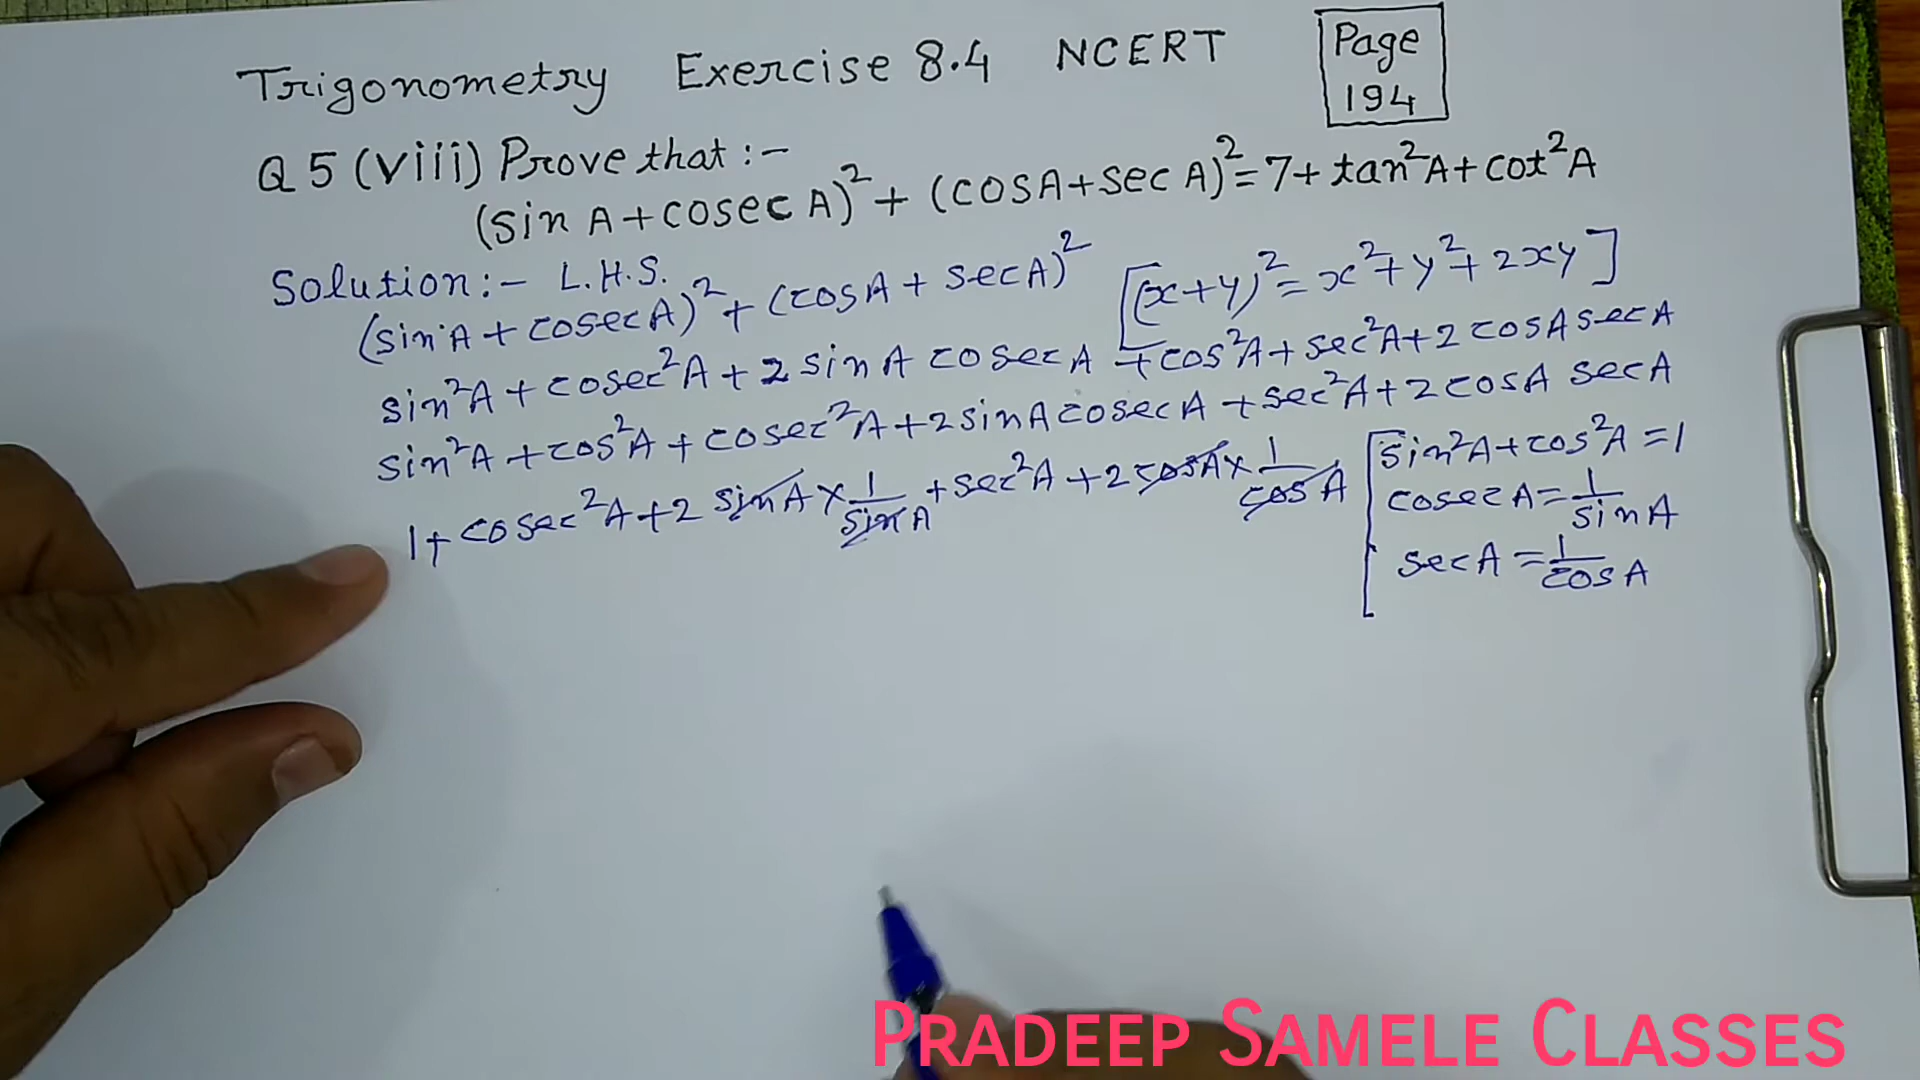 Trigonometry Exercise 8.4 NCERT
Page
194
Q 5 (viii) Prove that :-
(sin A + cosec A)² + (cosA + sec A)² = 7 + tan²A + cot²A
Solution :- L.H.S.
(sin A + cosec A)² + (cosA + secA)² [(x+y)² = x² + y² + 2xy]
sin²A + cosec²A + 2 sin A cosec A + cos²A + sec²A + 2 cosA secA
sin²A + cos²A + cosec²A + 2 sinA cosecA + sec²A + 2 cosA secA
1 + cosec²A + 2 sinA × 1/sinA + sec²A + 2 cosA × 1/cosA
[sin²A + cos²A = 1
cosec A = 1/sinA
sec A = 1/cosA
PRADEEP SAMELE CLASSES